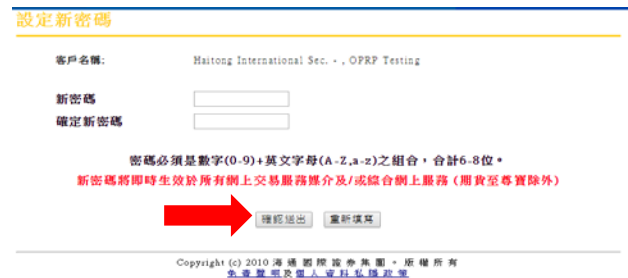 設定新密碼
客戶名稱: Haitong International Sec. - , OPRP Testing
新密碼
確定新密碼
密碼必須是數字(0-9)+英文字母(A-Z,a-z)之組合，合計6-8位。
新密碼將即時生效於所有網上交易服務媒介及/或綜合網上服務 (期貨至尊寶除外)
確認送出 重新填寫
Copyright (c) 2010 海通國際證券集團。版權所有
免責聲明及個人資料私隱政策